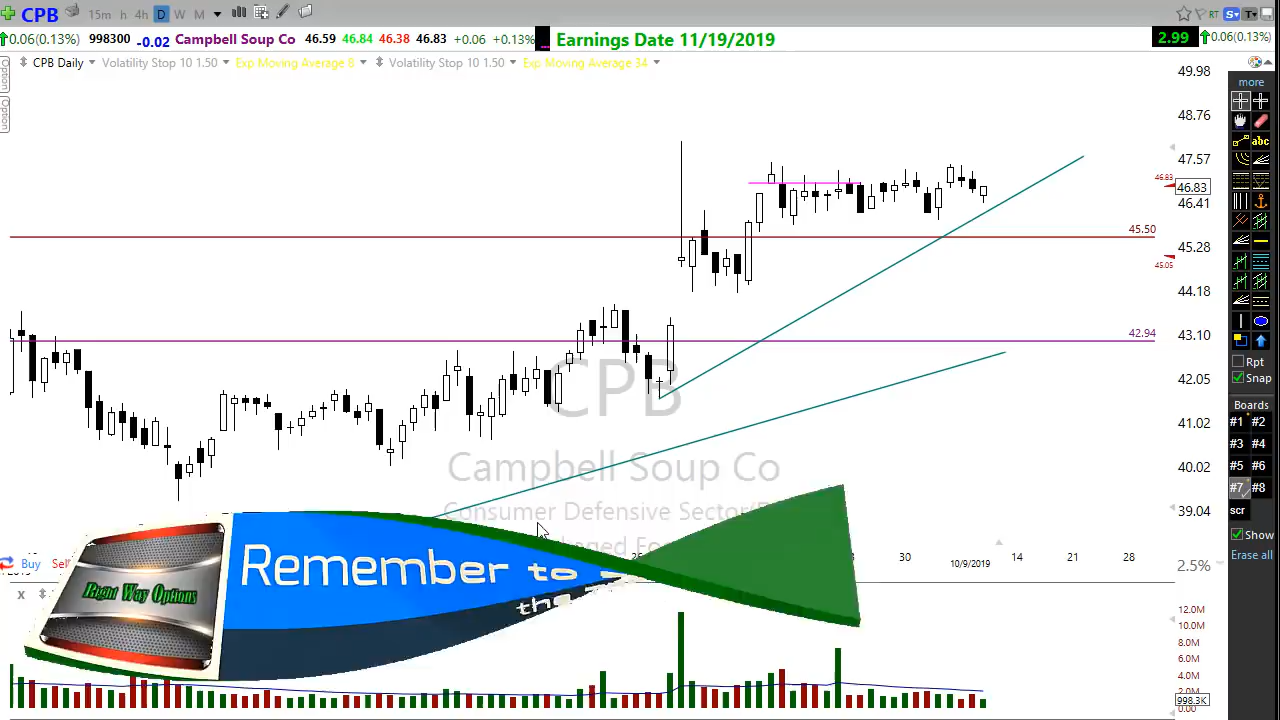 CPB 15m h 4h D W M RT S T
0.06(0.13%) 998300 -0.02 Campbell Soup Co 46.59 46.84 46.38 46.83 +0.06 +0.13% Earnings Date 11/19/2019 2.99 0.06(0.13%)
CPB Daily Volatility Stop 10 1.50 Exp Moving Average 8 Volatility Stop 10 1.50 Exp Moving Average 34
Option
Option
49.98
48.76
47.57
46.83
46.83
46.41
45.50
45.28
45.05
44.18
42.94
43.10
42.05
41.02
40.02
39.04
CPB
Campbell Soup Co
Consumer Defensive Sector
30 14 21 28
10/9/2019
2.5%
Buy
Right Way Options
Remember to
the
X
12.0M
10.0M
8.0M
6.0M
4.0M
2.0M
998.3K
0.00
more
abc
Rpt
Snap
Boards
#1 #2
#3 #4
#5 #6
#7 #8
scr
Show
Erase all